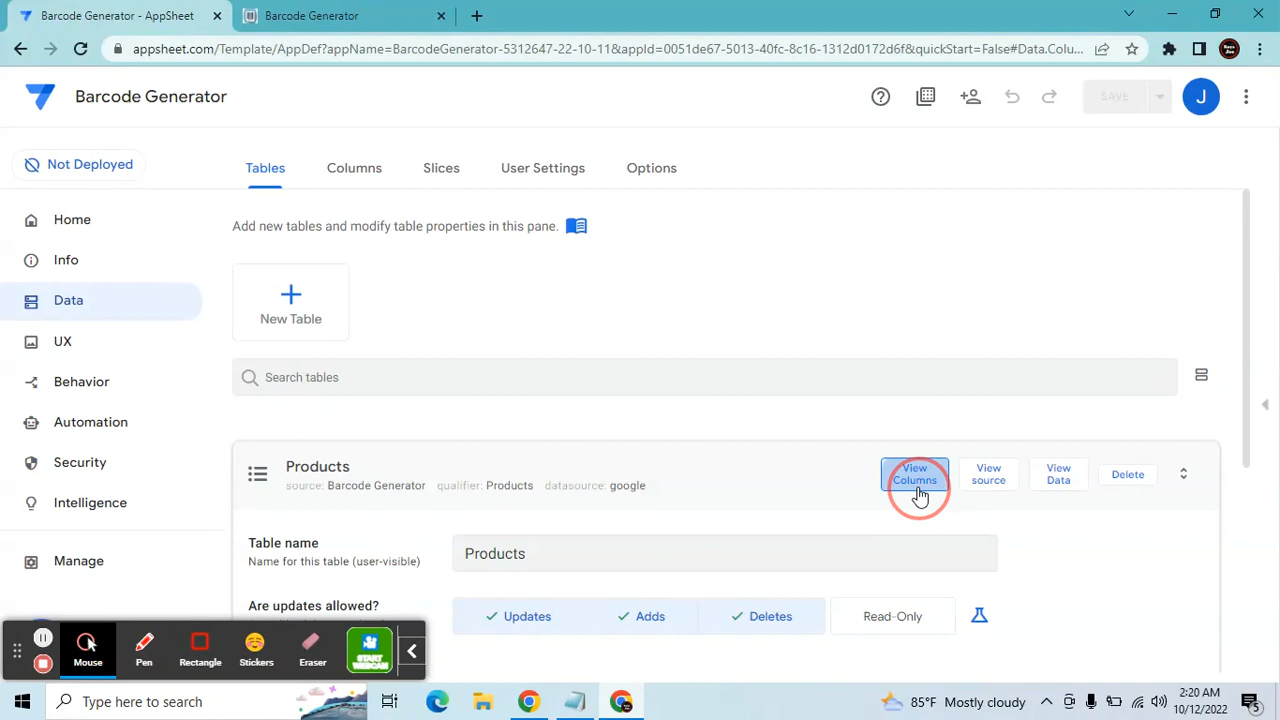 Barcode Generator - AppSheet
Barcode Generator
appsheet.com/Template/AppDef?appName=BarcodeGenerator-5312647-22-10-11&appId=0051de67-5013-40fc-8c16-1312d0172d6f&quickStart=False#Data.Colu...
Barcode Generator
SAVE
J
Not Deployed
Tables
Columns
Slices
User Settings
Options
Home
Info
Data
UX
Behavior
Automation
Security
Intelligence
Manage
Add new tables and modify table properties in this pane.
New Table
Search tables
Products
source: Barcode Generator qualifier: Products datasource: google
View
Columns
View
source
View
Data
Delete
Table name
Name for this table (user-visible)
Products
Are updates allowed?
Updates
Adds
Deletes
Read-Only
Mouse
Pen
Rectangle
Stickers
Eraser
START
WEBCAM
Type here to search
85°F Mostly cloudy
2:20 AM
10/12/2022
5